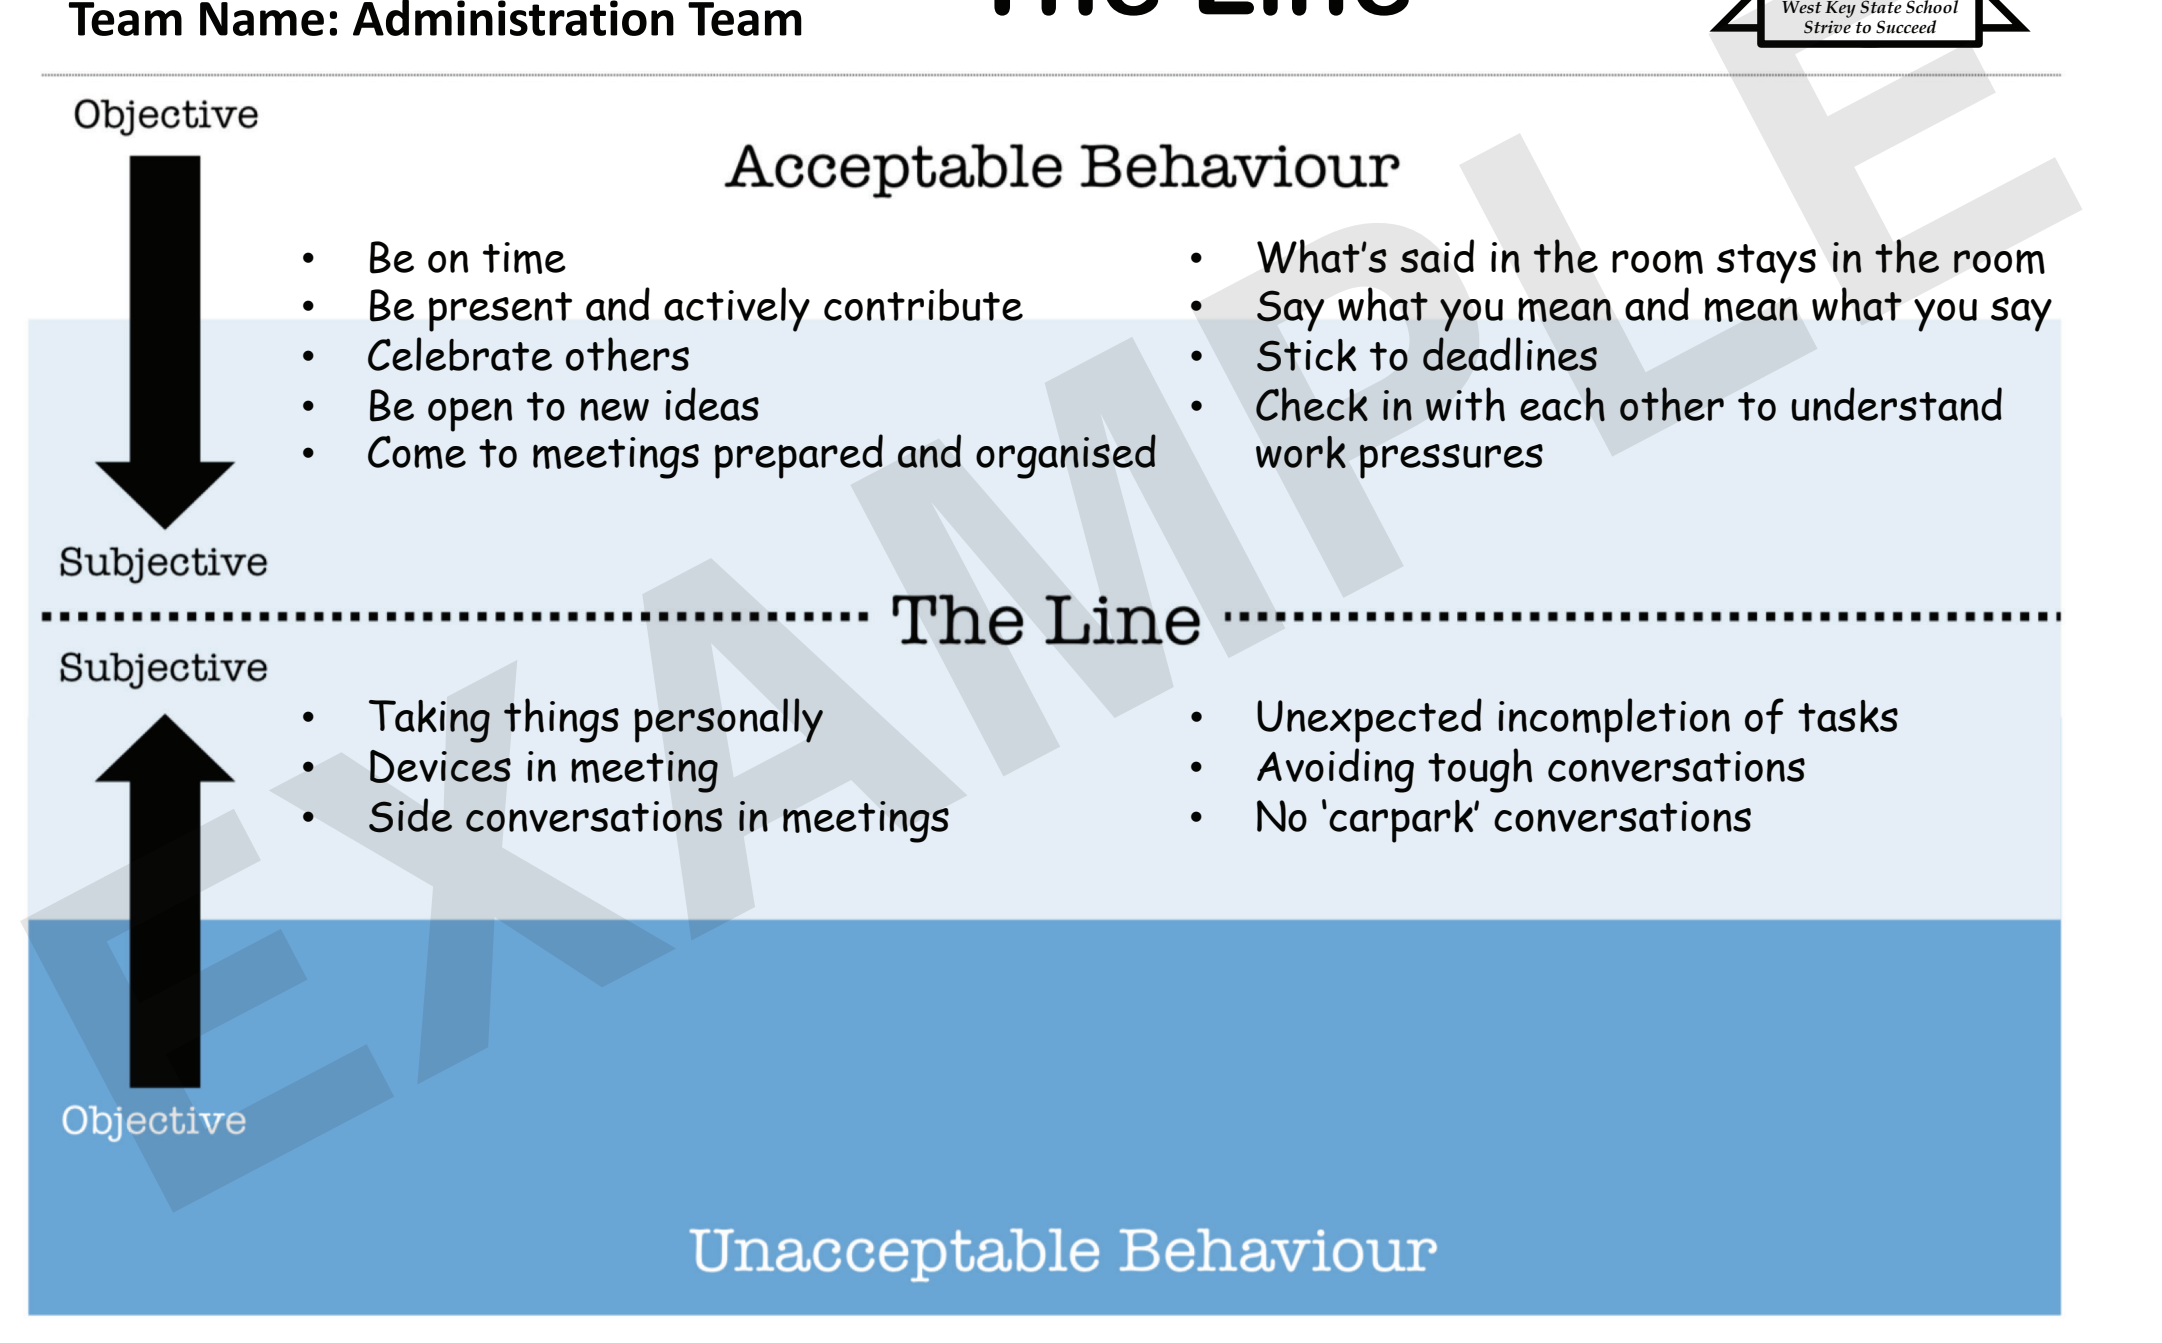 Team Name: Administration Team
The Line
West Key State School
Strive to Succeed
Objective
Acceptable Behaviour
• Be on time
• Be present and actively contribute
• Celebrate others
• Be open to new ideas
• Come to meetings prepared and organised
• What's said in the room stays in the room
• Say what you mean and mean what you say
• Stick to deadlines
• Check in with each other to understand
work pressures
Subjective
The Line
Subjective
• Taking things personally
• Devices in meeting
• Side conversations in meetings
• Unexpected incompletion of tasks
• Avoiding tough conversations
• No ‘carpark’ conversations
Objective
Unacceptable Behaviour
EXAMPLE